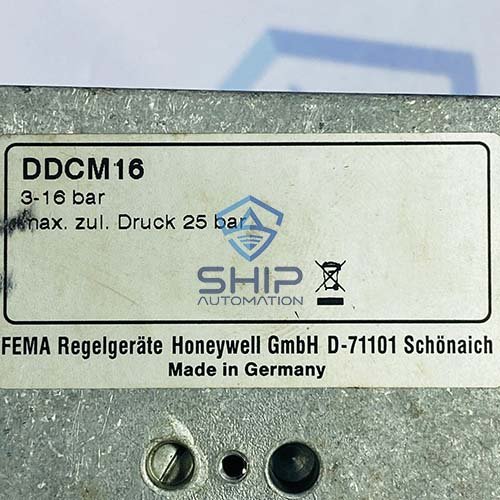 DDCM16
3-16 bar
max. zul. Druck 25 bar
SHIP
AUTOMATION
FEMA Regelgeräte Honeywell GmbH D-71101 Schönaich
Made in Germany